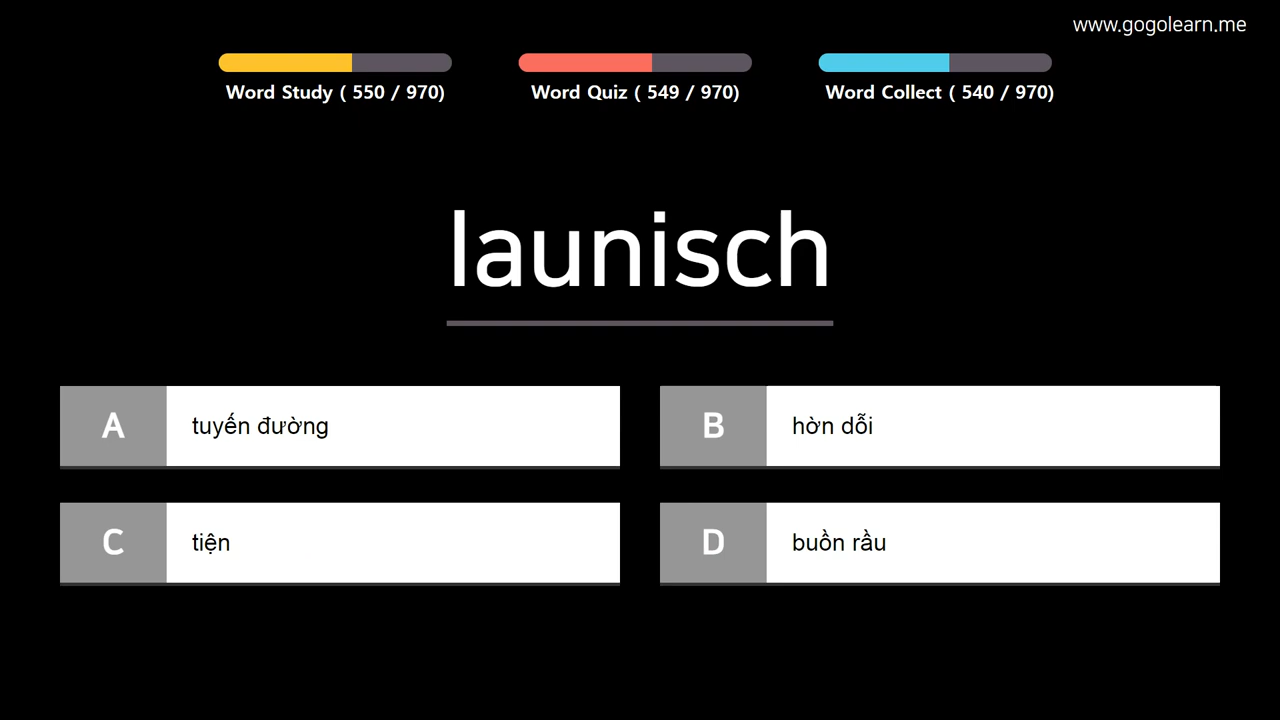 www.gogolearn.me
Word Study ( 550 / 970)
Word Quiz ( 549 / 970)
Word Collect ( 540 / 970)
launisch
A
tuyến đường
B
hờn dỗi
C
tiện
D
buồn rầu